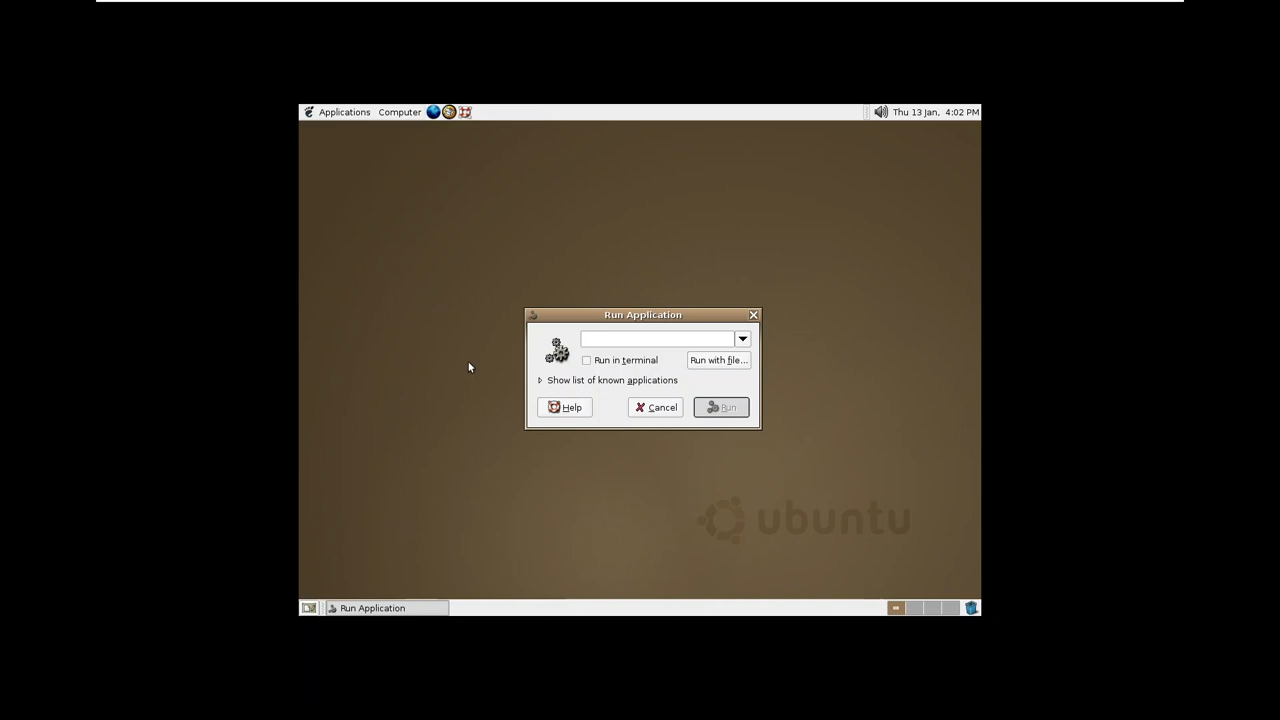 Applications Computer Thu 13 Jan, 4:02 PM
Run Application
Run in terminal Run with file...
Show list of known applications
Help Cancel Run
ubuntu
Run Application